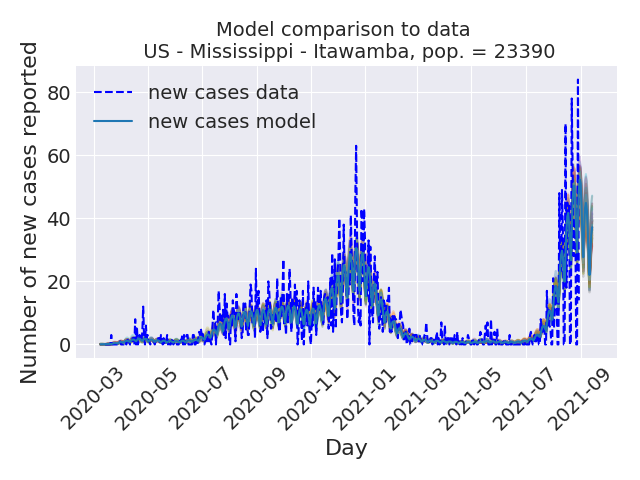 Model comparison to data
US - Mississippi - Itawamba, pop. = 23390
Number of new cases reported
80
60
40
20
0
new cases data
new cases model
2020-03
2020-05
2020-07
2020-09
2020-11
2021-01
2021-03
2021-05
2021-07
2021-09
Day